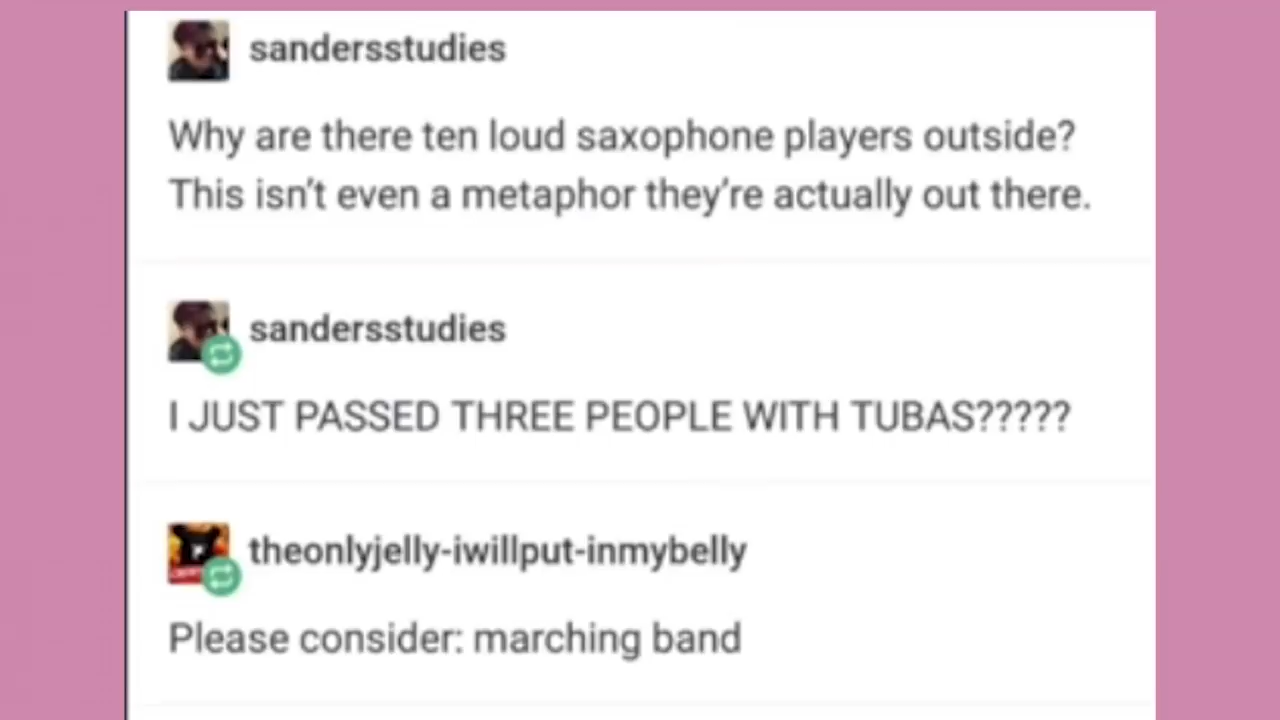 sandersstudies
Why are there ten loud saxophone players outside?
This isn’t even a metaphor they’re actually out there.
sandersstudies
I JUST PASSED THREE PEOPLE WITH TUBAS?????
theonlyjelly-iwillput-inmybelly
Please consider: marching band